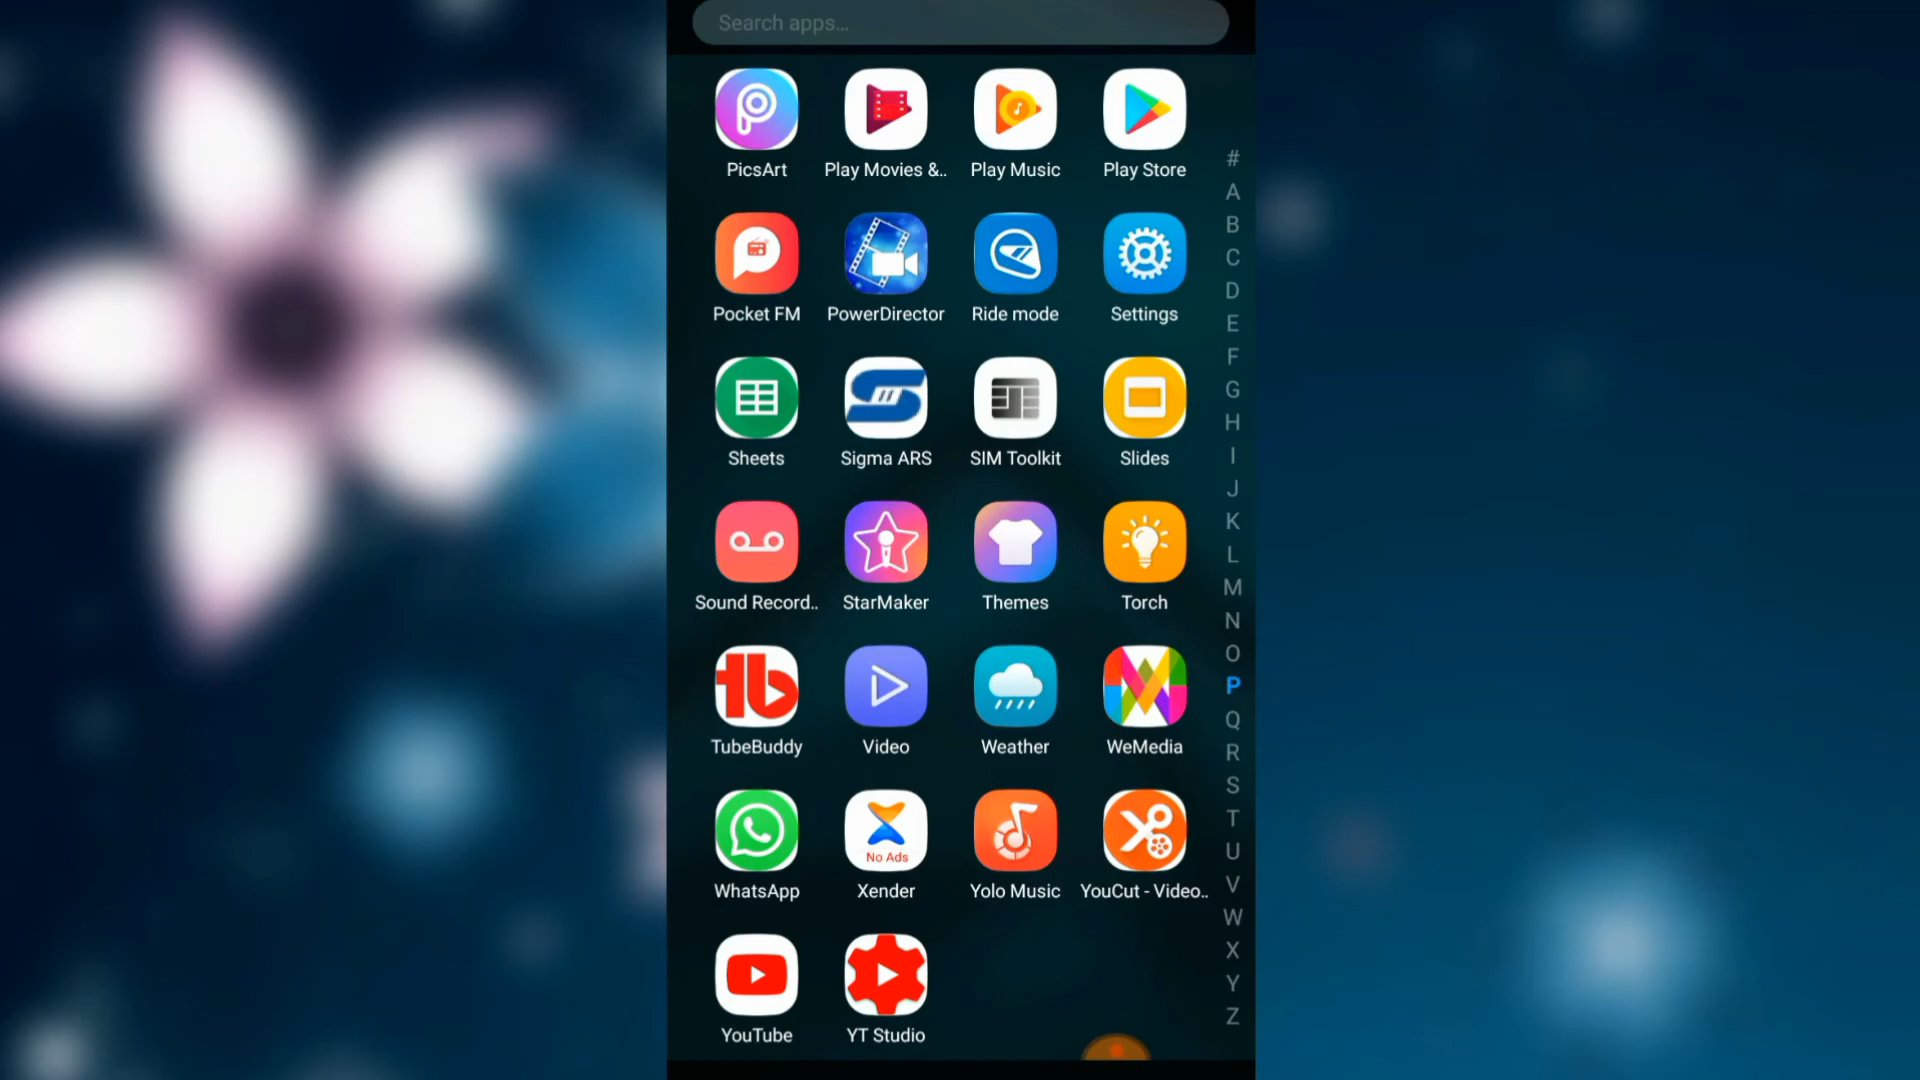 Search apps...
PicsArt Play Movies &.. Play Music Play Store
#
A
B
Pocket FM PowerDirector Ride mode Settings
C
D
E
F
Sheets Sigma ARS SIM Toolkit Slides
G
H
I
J
K
Sound Record.. StarMaker Themes Torch
L
M
N
O
TubeBuddy Video Weather WeMedia
P
Q
R
S
No Ads
WhatsApp Xender Yolo Music YouCut - Video..
T
U
V
W
YouTube YT Studio
X
Y
Z